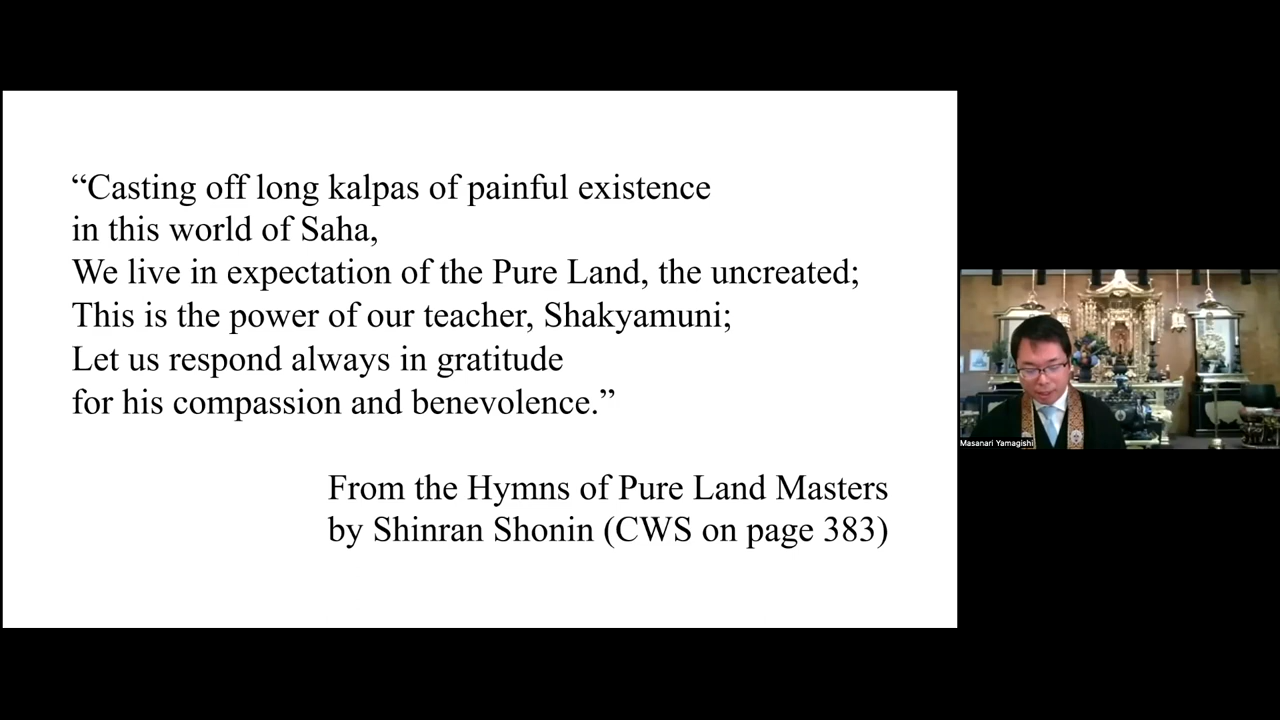 “Casting off long kalpas of painful existence
in this world of Saha,
We live in expectation of the Pure Land, the uncreated;
This is the power of our teacher, Shakyamuni;
Let us respond always in gratitude
for his compassion and benevolence.”
From the Hymns of Pure Land Masters
by Shinran Shonin (CWS on page 383)
Masanari Yamagishi